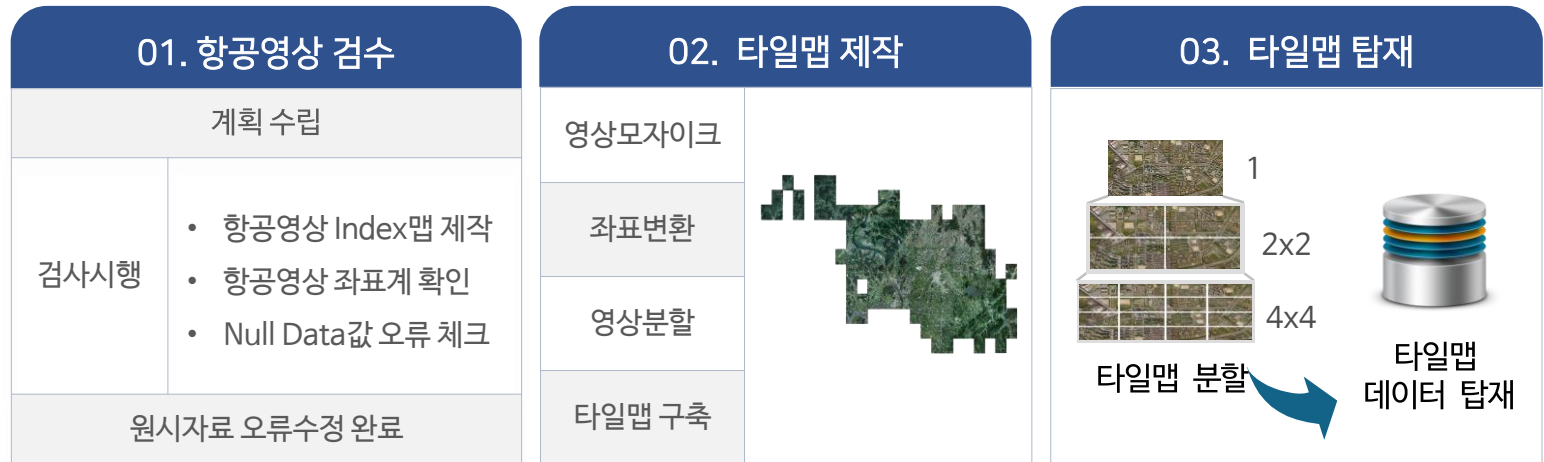 01. 항공영상 검수
계획 수립
검사시행
• 항공영상 Index맵 제작
• 항공영상 좌표계 확인
• Null Data값 오류 체크
원시자료 오류수정 완료
02. 타일맵 제작
영상모자이크
좌표변환
영상분할
타일맵 구축
03. 타일맵 탑재
1
2x2
4x4
타일맵 분할
타일맵
데이터 탑재